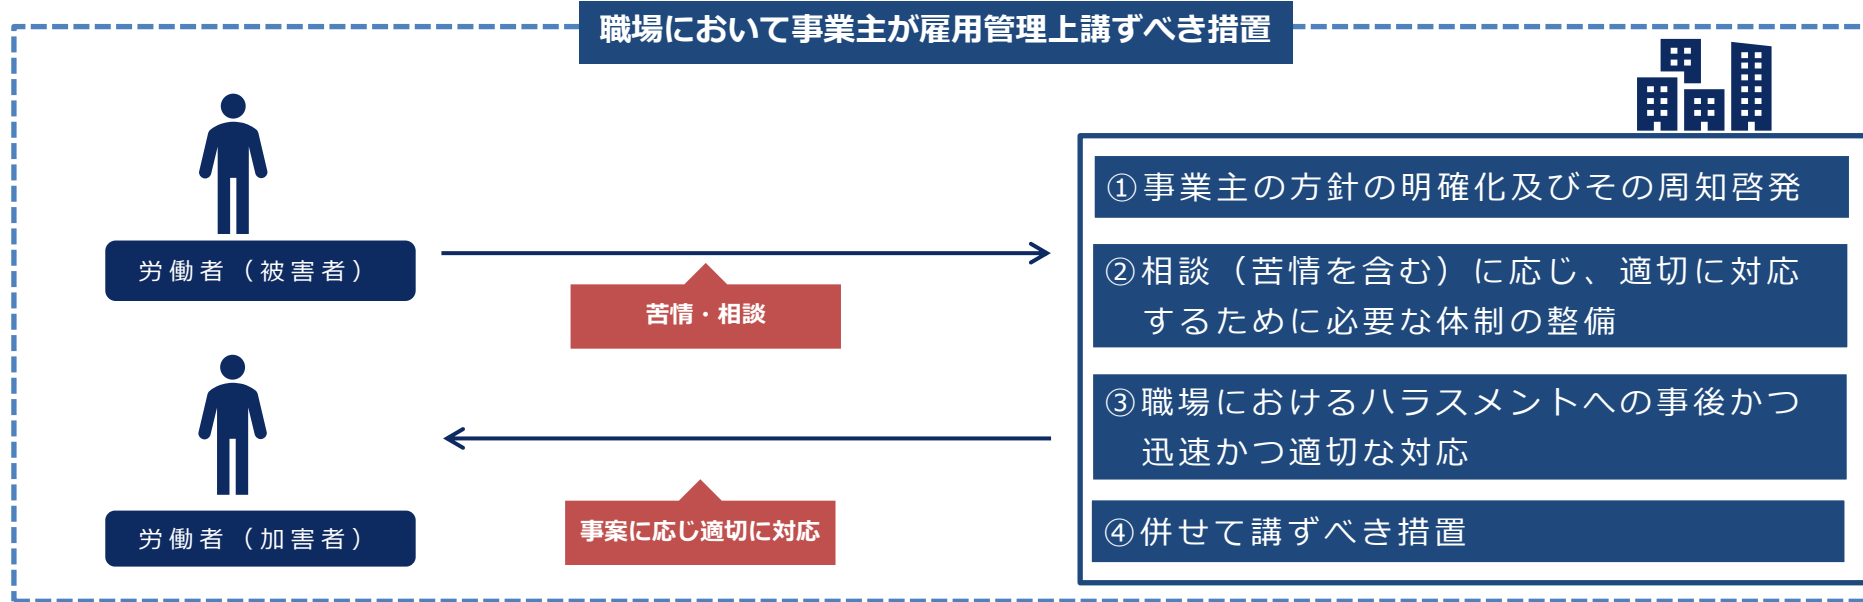 職場において事業主が雇用管理上講ずべき措置
労働者（被害者）
苦情・相談
労働者（加害者）
事案に応じ適切に対応
①事業主の方針の明確化及びその周知啓発
②相談（苦情を含む）に応じ、適切に対応
するために必要な体制の整備
③職場におけるハラスメントへの事後かつ
迅速かつ適切な対応
④併せて講ずべき措置